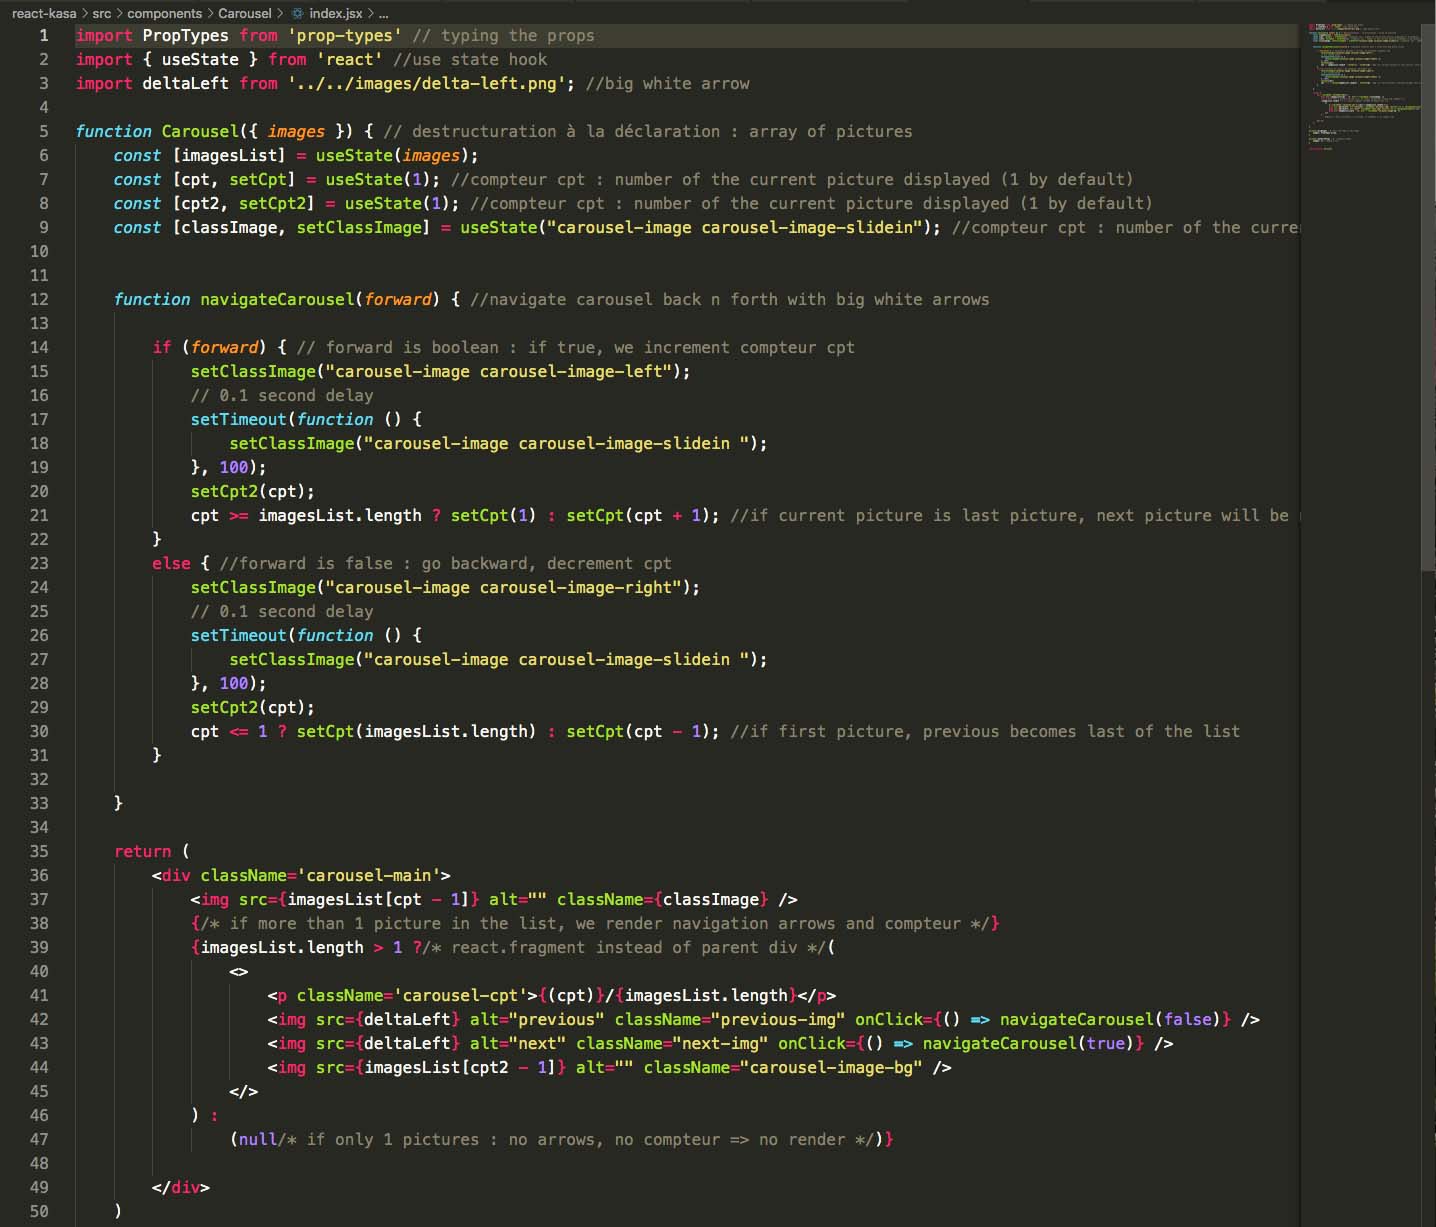 react-kasa > src > components > Carousel > index.jsx > ...
1 import PropTypes from 'prop-types' // typing the props
2 import { useState } from 'react' //use state hook
3 import deltaLeft from '../../images/delta-left.png'; //big white arrow
4
5 function Carousel({ images }) { // destructuration à la déclaration : array of pictures
6 const [imagesList] = useState(images);
7 const [cpt, setCpt] = useState(1); //compteur cpt : number of the current picture displayed (1 by default)
8 const [cpt2, setCpt2] = useState(1); //compteur cpt : number of the current picture displayed (1 by default)
9 const [classImage, setClassImage] = useState("carousel-image carousel-image-slidein"); //compteur cpt : number of the curre
10
11
12 function navigateCarousel(forward) { //navigate carousel back n forth with big white arrows
13
14 if (forward) { // forward is boolean : if true, we increment compteur cpt
15 setClassImage("carousel-image carousel-image-left");
16 // 0.1 second delay
17 setTimeout(function () {
18 setClassImage("carousel-image carousel-image-slidein ");
19 }, 100);
20 setCpt2(cpt);
21 cpt >= imagesList.length ? setCpt(1) : setCpt(cpt + 1); //if current picture is last picture, next picture will be
22 }
23 else { //forward is false : go backward, decrement cpt
24 setClassImage("carousel-image carousel-image-right");
25 // 0.1 second delay
26 setTimeout(function () {
27 setClassImage("carousel-image carousel-image-slidein ");
28 }, 100);
29 setCpt2(cpt);
30 cpt <= 1 ? setCpt(imagesList.length) : setCpt(cpt - 1); //if first picture, previous becomes last of the list
31 }
32
33 }
34
35 return (
36 <div className='carousel-main'>
37 <img src={imagesList[cpt - 1]} alt="" className={classImage} />
38 {/* if more than 1 picture in the list, we render navigation arrows and compteur */}
39 {imagesList.length > 1 ?/* react.fragment instead of parent div */(
40 <>
41 <p className='carousel-cpt'>{(cpt)}/{imagesList.length}</p>
42 <img src={deltaLeft} alt="previous" className="previous-img" onClick={() => navigateCarousel(false)} />
43 <img src={deltaLeft} alt="next" className="next-img" onClick={() => navigateCarousel(true)} />
44 <img src={imagesList[cpt2 - 1]} alt="" className="carousel-image-bg" />
45 </>
46 ) :
47 (null/* if only 1 pictures : no arrows, no compteur => no render */)}
48
49 </div>
50 )